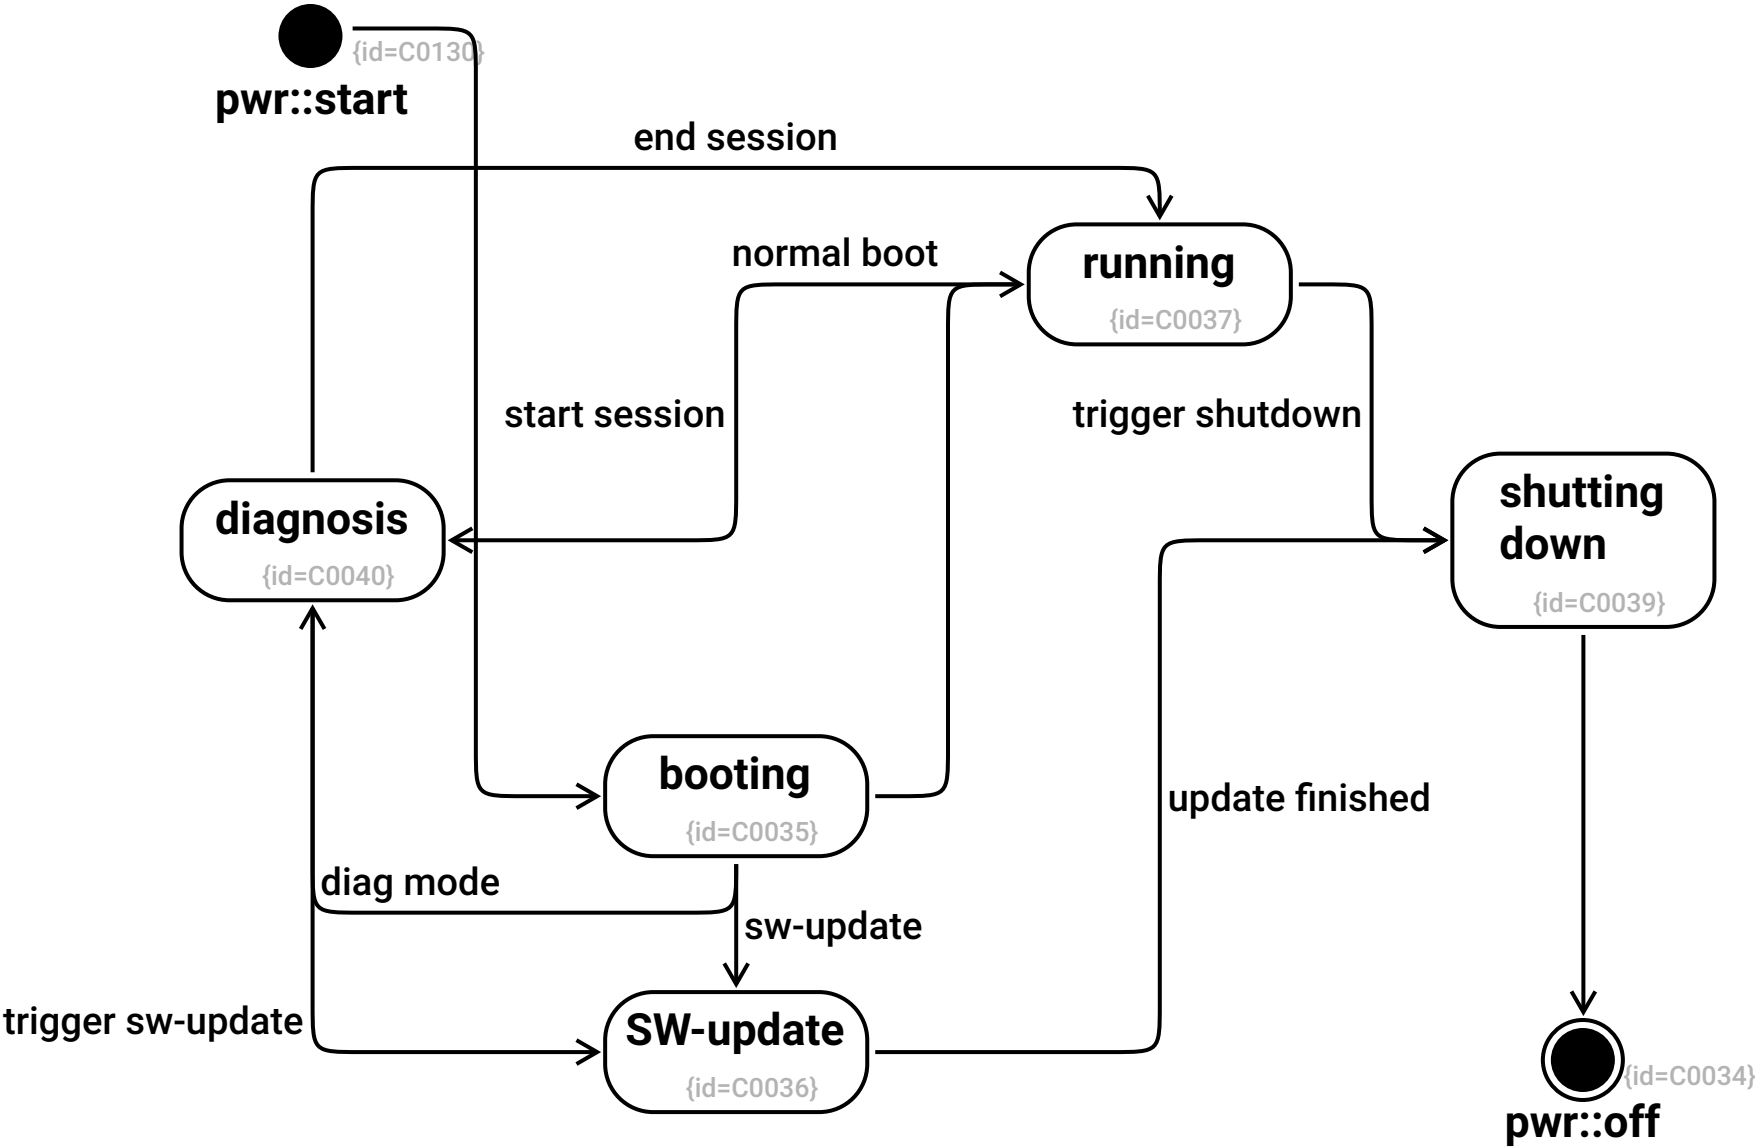 {id=C0130}
pwr::start
end session
normal boot
running
{id=C0037}
start session
trigger shutdown
diagnosis
{id=C0040}
shutting
down
{id=C0039}
booting
{id=C0035}
update finished
diag mode
sw-update
trigger sw-update
SW-update
{id=C0036}
{id=C0034}
pwr::off